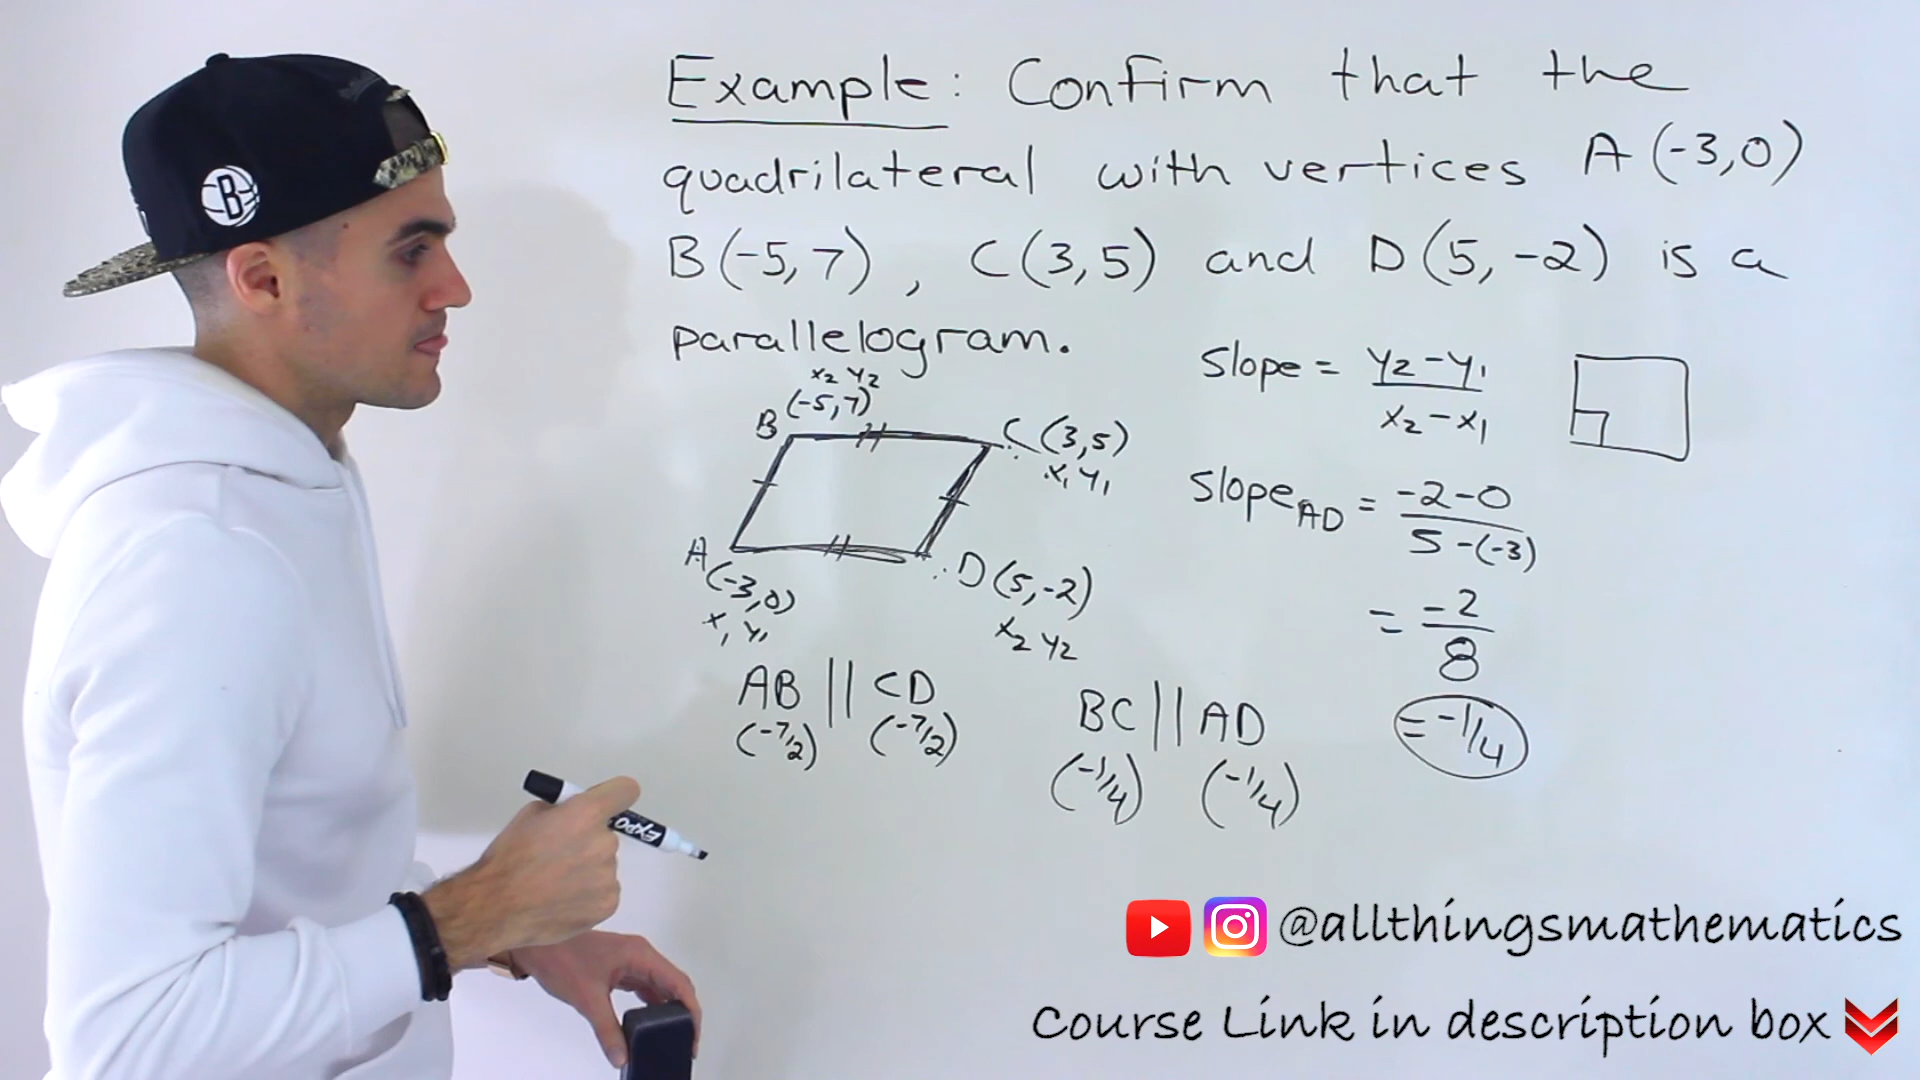 Example: Confirm that the
quadrilateral with vertices A(-3,0)
B(-5,7), C(3,5) and D(5,-2) is a
parallelogram.
Slope = y2-y1
x2-x1
x2 y2
(-5,7)
B
C (3,5)
x1 y1
A
(-3,0)
x1 y1
D(5,-2)
x2 y2
Slope AD = -2-0
5-(-3)
= -2
8
= -1/4
AB || CD
(-7/2) (-7/2)
BC || AD
(-1/4) (-1/4)
B
EXPO
@allthingsmathematics
Course Link in description box